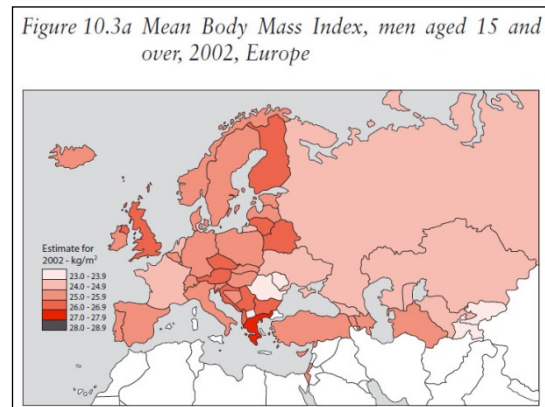 Figure 10.3a Mean Body Mass Index, men aged 15 and
over, 2002, Europe
Estimate for
2002 - kg/m²
23.0 - 23.9
24.0 - 24.9
25.0 - 25.9
26.0 - 26.9
27.0 - 27.9
28.0 - 28.9